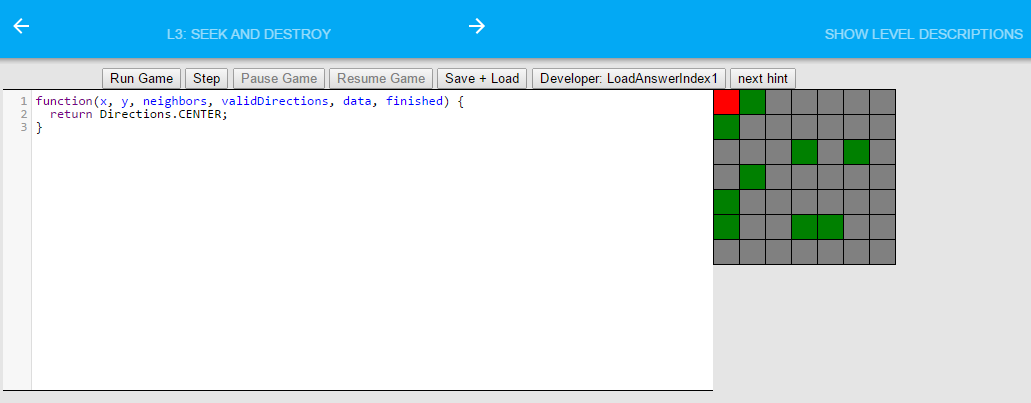 L3: SEEK AND DESTROY
SHOW LEVEL DESCRIPTIONS
Run Game Step Pause Game Resume Game Save + Load Developer: LoadAnswerIndex1 next hint
1 function(x, y, neighbors, validDirections, data, finished) {
2 return Directions.CENTER;
3 }